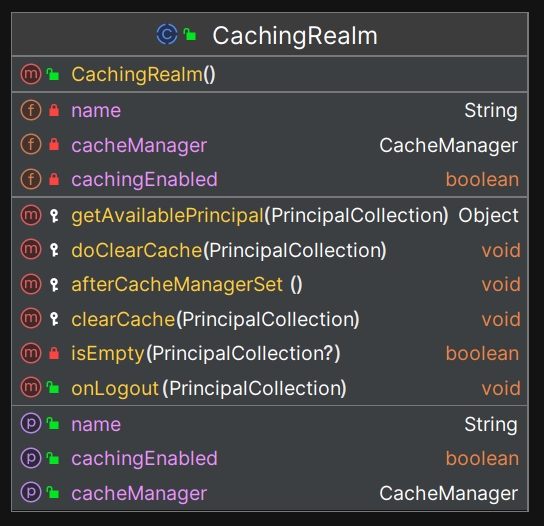 C CachingRealm
m CachingRealm()
f name String
f cacheManager CacheManager
f cachingEnabled boolean
m getAvailablePrincipal(PrincipalCollection) Object
m doClearCache(PrincipalCollection) void
m afterCacheManagerSet () void
m clearCache(PrincipalCollection) void
m isEmpty(PrincipalCollection?) boolean
m onLogout(PrincipalCollection) void
p name String
p cachingEnabled boolean
p cacheManager CacheManager